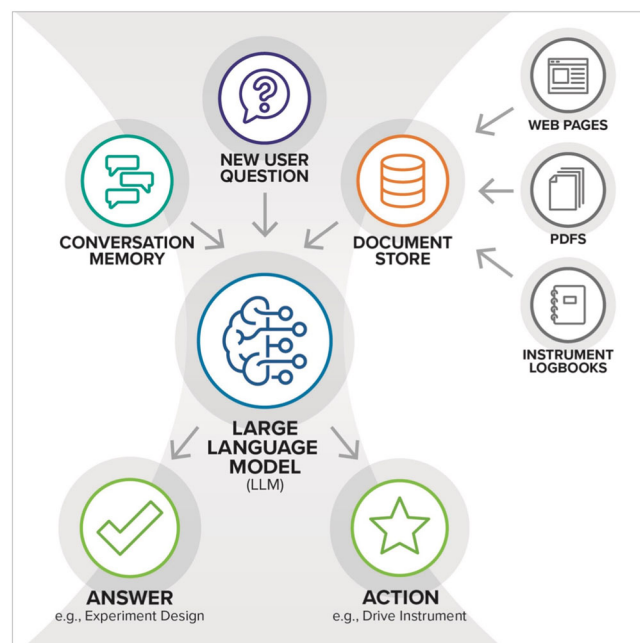 NEW USER
QUESTION
CONVERSATION
MEMORY
DOCUMENT
STORE
WEB PAGES
PDFS
INSTRUMENT
LOGBOOKS
LARGE
LANGUAGE
MODEL
(LLM)
ANSWER
e.g., Experiment Design
ACTION
e.g., Drive Instrument